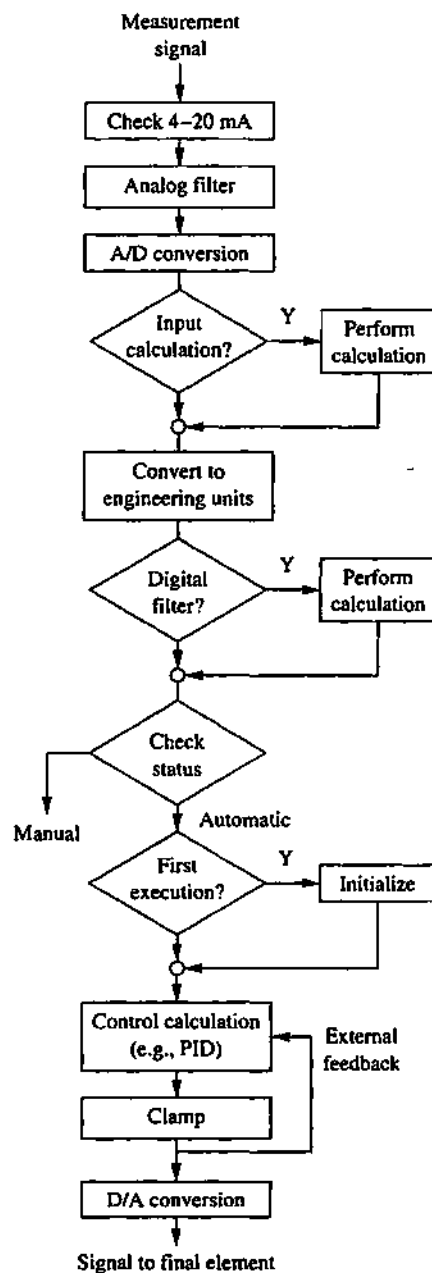 Measurement
signal
Check 4–20 mA
Analog filter
A/D conversion
Input
calculation?
Y
Perform
calculation
Convert to
engineering units
Digital
filter?
Y
Perform
calculation
Check
status
Manual
Automatic
First
execution?
Y
Initialize
Control calculation
(e.g., PID)
External
feedback
Clamp
D/A conversion
Signal to final element